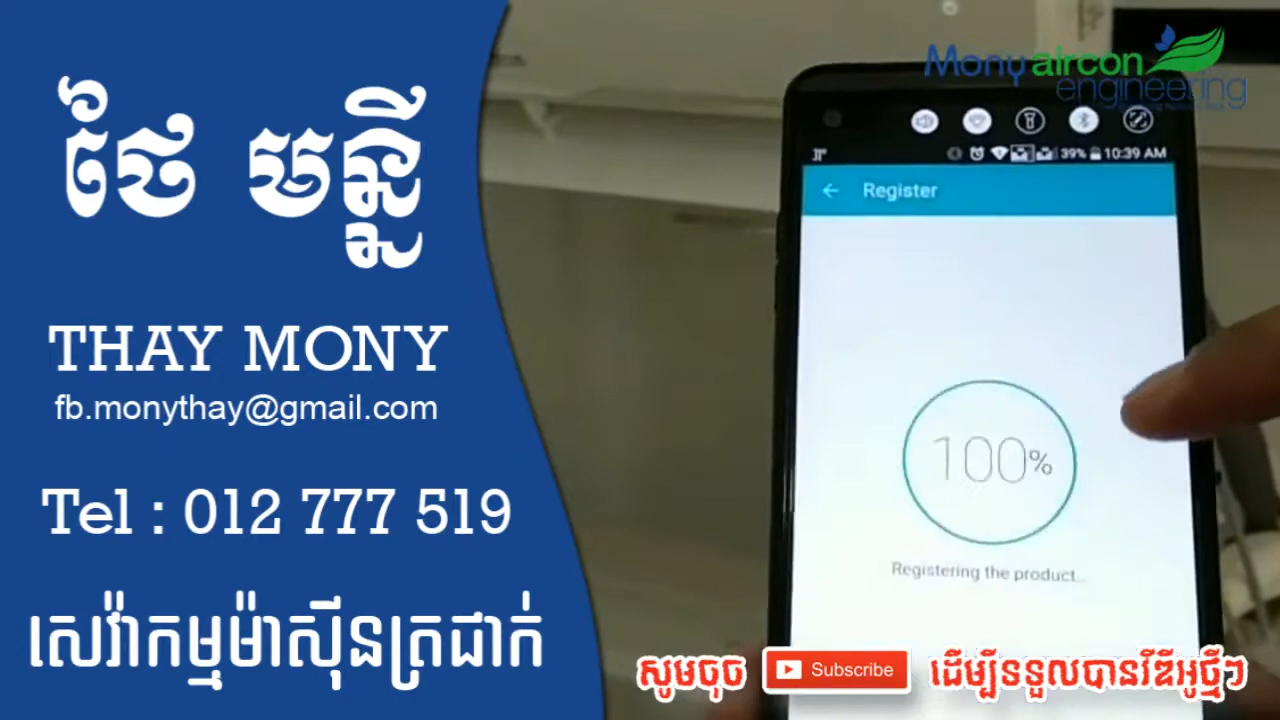 ថៃ មន្នី
THAY MONY
fb.monythay@gmail.com
Tel : 012 777 519
សេវ៉ាកម្មម៉ាស៊ីនត្រជាក់
Mony aircon
engineering
39% 10:39 AM
Register
100%
Registering the product...
សូមចុច Subscribe ដើម្បីទទួលបានវីឌីអូថ្មីៗ